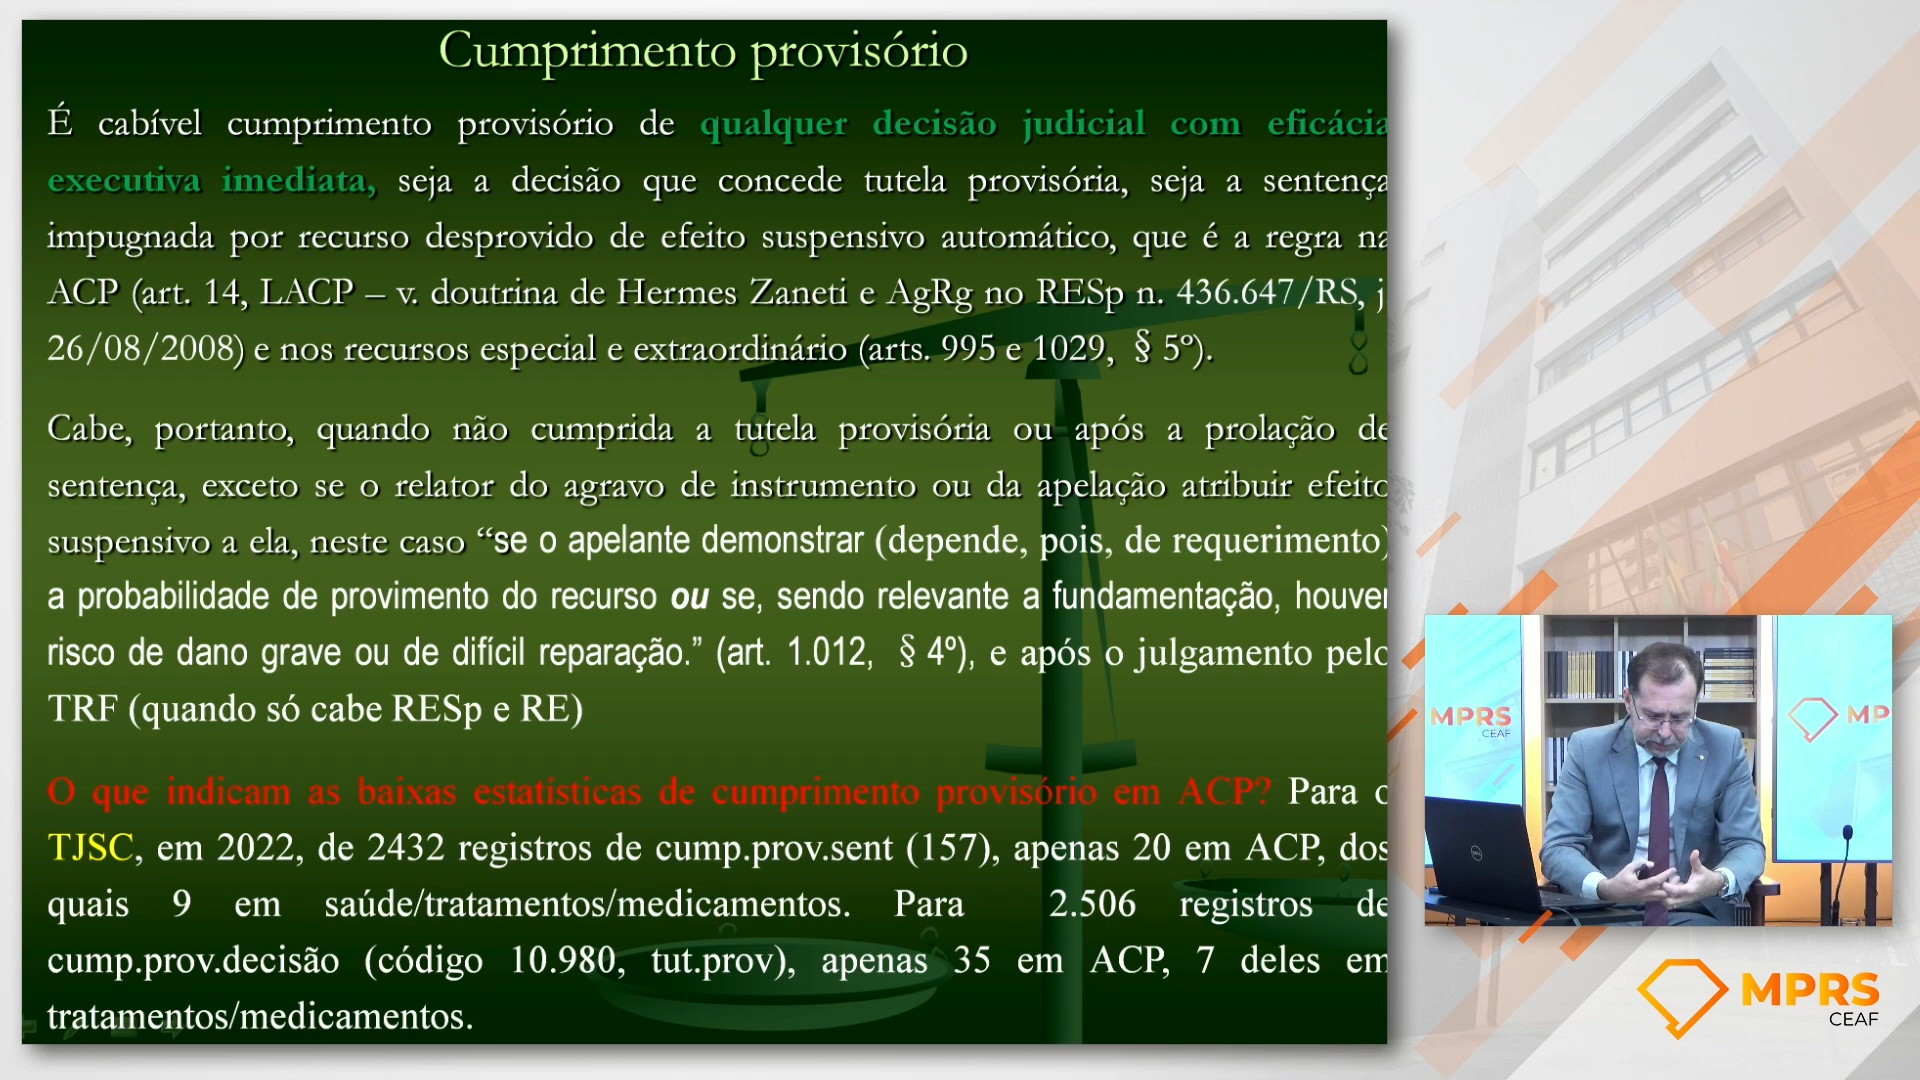 Cumprimento provisório
É cabível cumprimento provisório de qualquer decisão judicial com eficácia
executiva imediata, seja a decisão que concede tutela provisória, seja a sentença
impugnada por recurso desprovido de efeito suspensivo automático, que é a regra na
ACP (art. 14, LACP – v. doutrina de Hermes Zaneti e AgRg no RESp n. 436.647/RS, j
26/08/2008) e nos recursos especial e extraordinário (arts. 995 e 1029, § 5º).
Cabe, portanto, quando não cumprida a tutela provisória ou após a prolação de
sentença, exceto se o relator do agravo de instrumento ou da apelação atribuir efeito
suspensivo a ela, neste caso “se o apelante demonstrar (depende, pois, de requerimento)
a probabilidade de provimento do recurso ou se, sendo relevante a fundamentação, houver
risco de dano grave ou de difícil reparação.” (art. 1.012, § 4º), e após o julgamento pelo
TRF (quando só cabe RESp e RE)
O que indicam as baixas estatísticas de cumprimento provisório em ACP? Para o
TJSC, em 2022, de 2432 registros de cump.prov.sent (157), apenas 20 em ACP, dos
quais 9 em saúde/tratamentos/medicamentos. Para 2.506 registros de
cump.prov.decisão (código 10.980, tut.prov), apenas 35 em ACP, 7 deles em
tratamentos/medicamentos.
MPRS
CEAF
MP
MPRS
CEAF